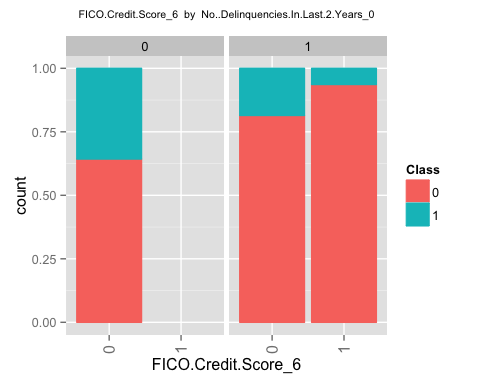 FICO.Credit.Score_6 by No..Delinquencies.In.Last.2.Years_0
0 1
1.00
0.75
0.50
0.25
0.00
count
0 1 0 1
FICO.Credit.Score_6
Class
0
1